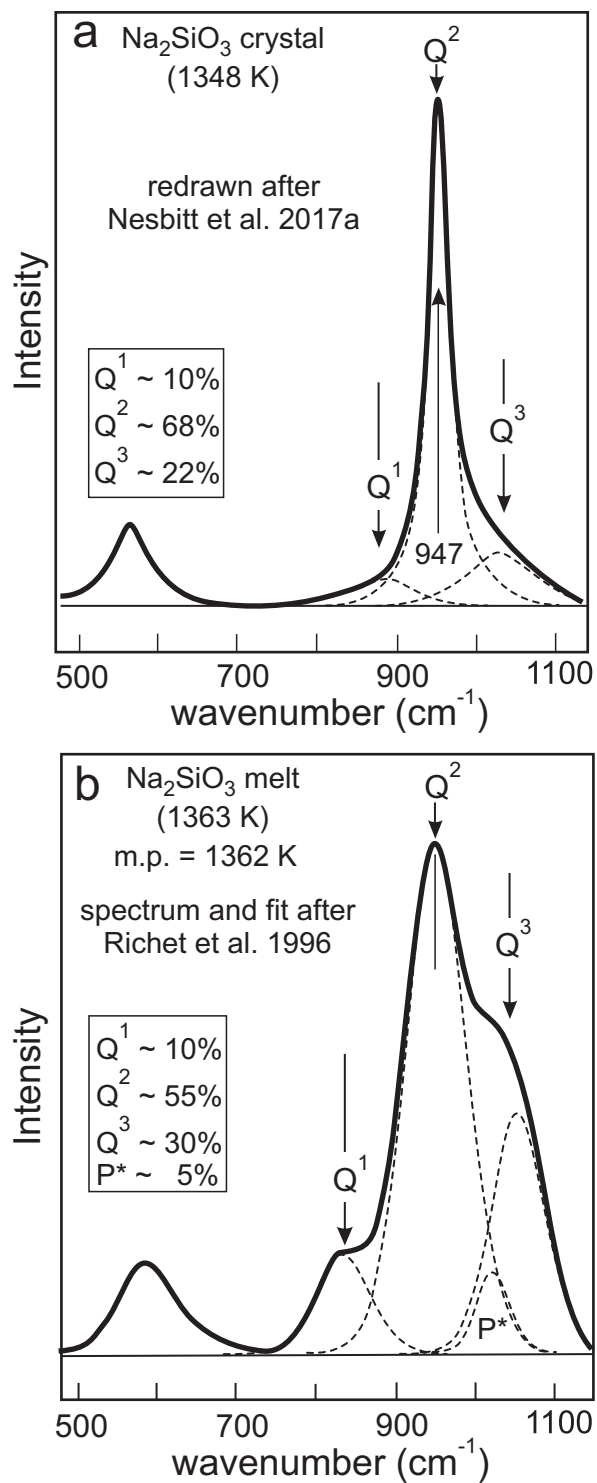 a
Na₂SiO₃ crystal
(1348 K)
Q²
redrawn after
Nesbitt et al. 2017a
Q¹ ~ 10%
Q² ~ 68%
Q³ ~ 22%
Q¹
Q³
947
Intensity
500 700 900 1100
wavenumber (cm⁻¹)
b
Na₂SiO₃ melt
(1363 K)
m.p. = 1362 K
Q²
spectrum and fit after
Richet et al. 1996
Q³
Q¹ ~ 10%
Q² ~ 55%
Q³ ~ 30%
P* ~ 5%
Q¹
P*
Intensity
500 700 900 1100
wavenumber (cm⁻¹)